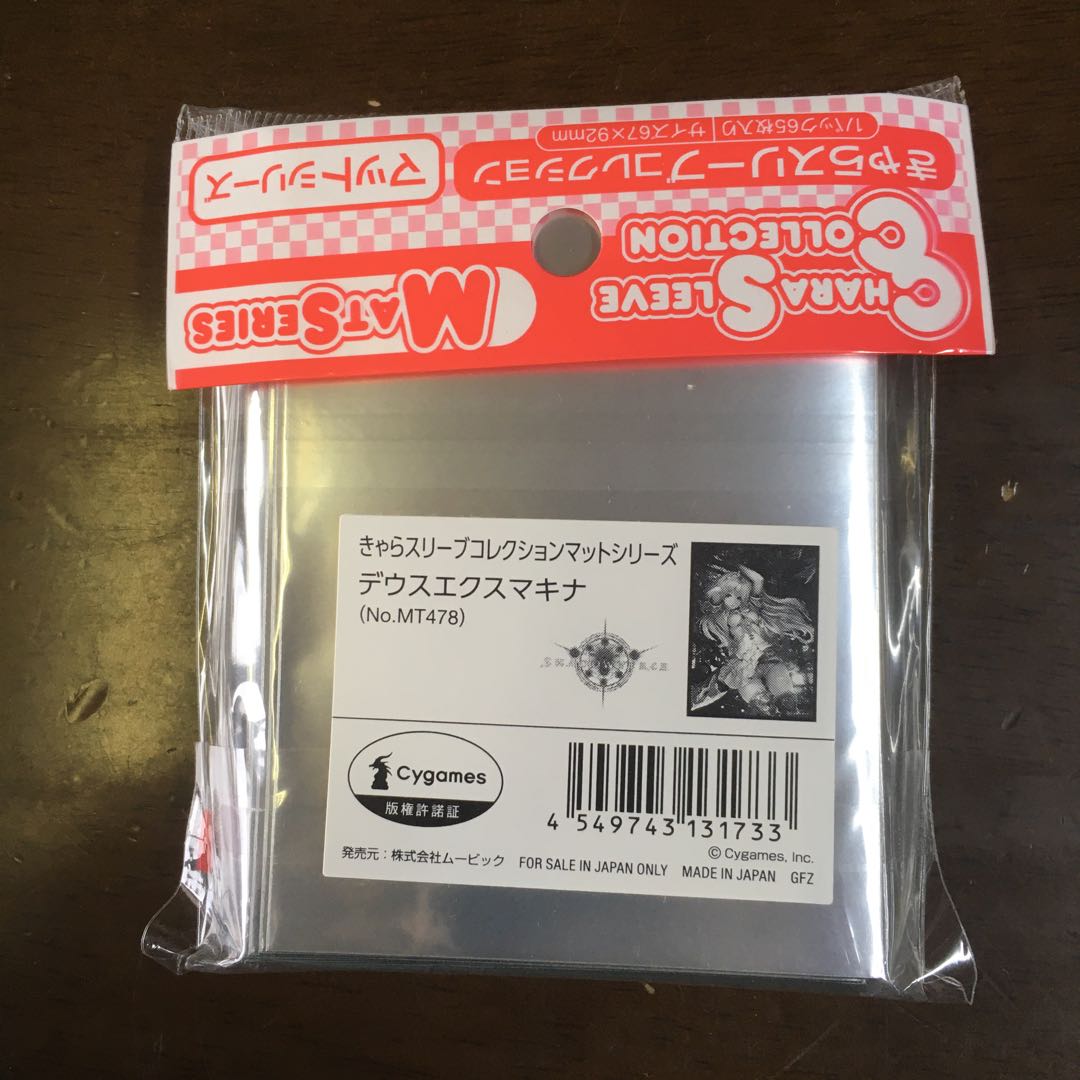 CHARA SLEEVE
COLLECTION
MAT SERIES
きゃらスリーブコレクション
1パック65枚入り サイズ67×92mm
マットシリーズ
きゃらスリーブコレクションマットシリーズ
デウスエクスマキナ
(No.MT478)
Cygames
版権許諾証
4 549743 131733
© Cygames, Inc.
発売元：株式会社ムービック FOR SALE IN JAPAN ONLY MADE IN JAPAN GFZ